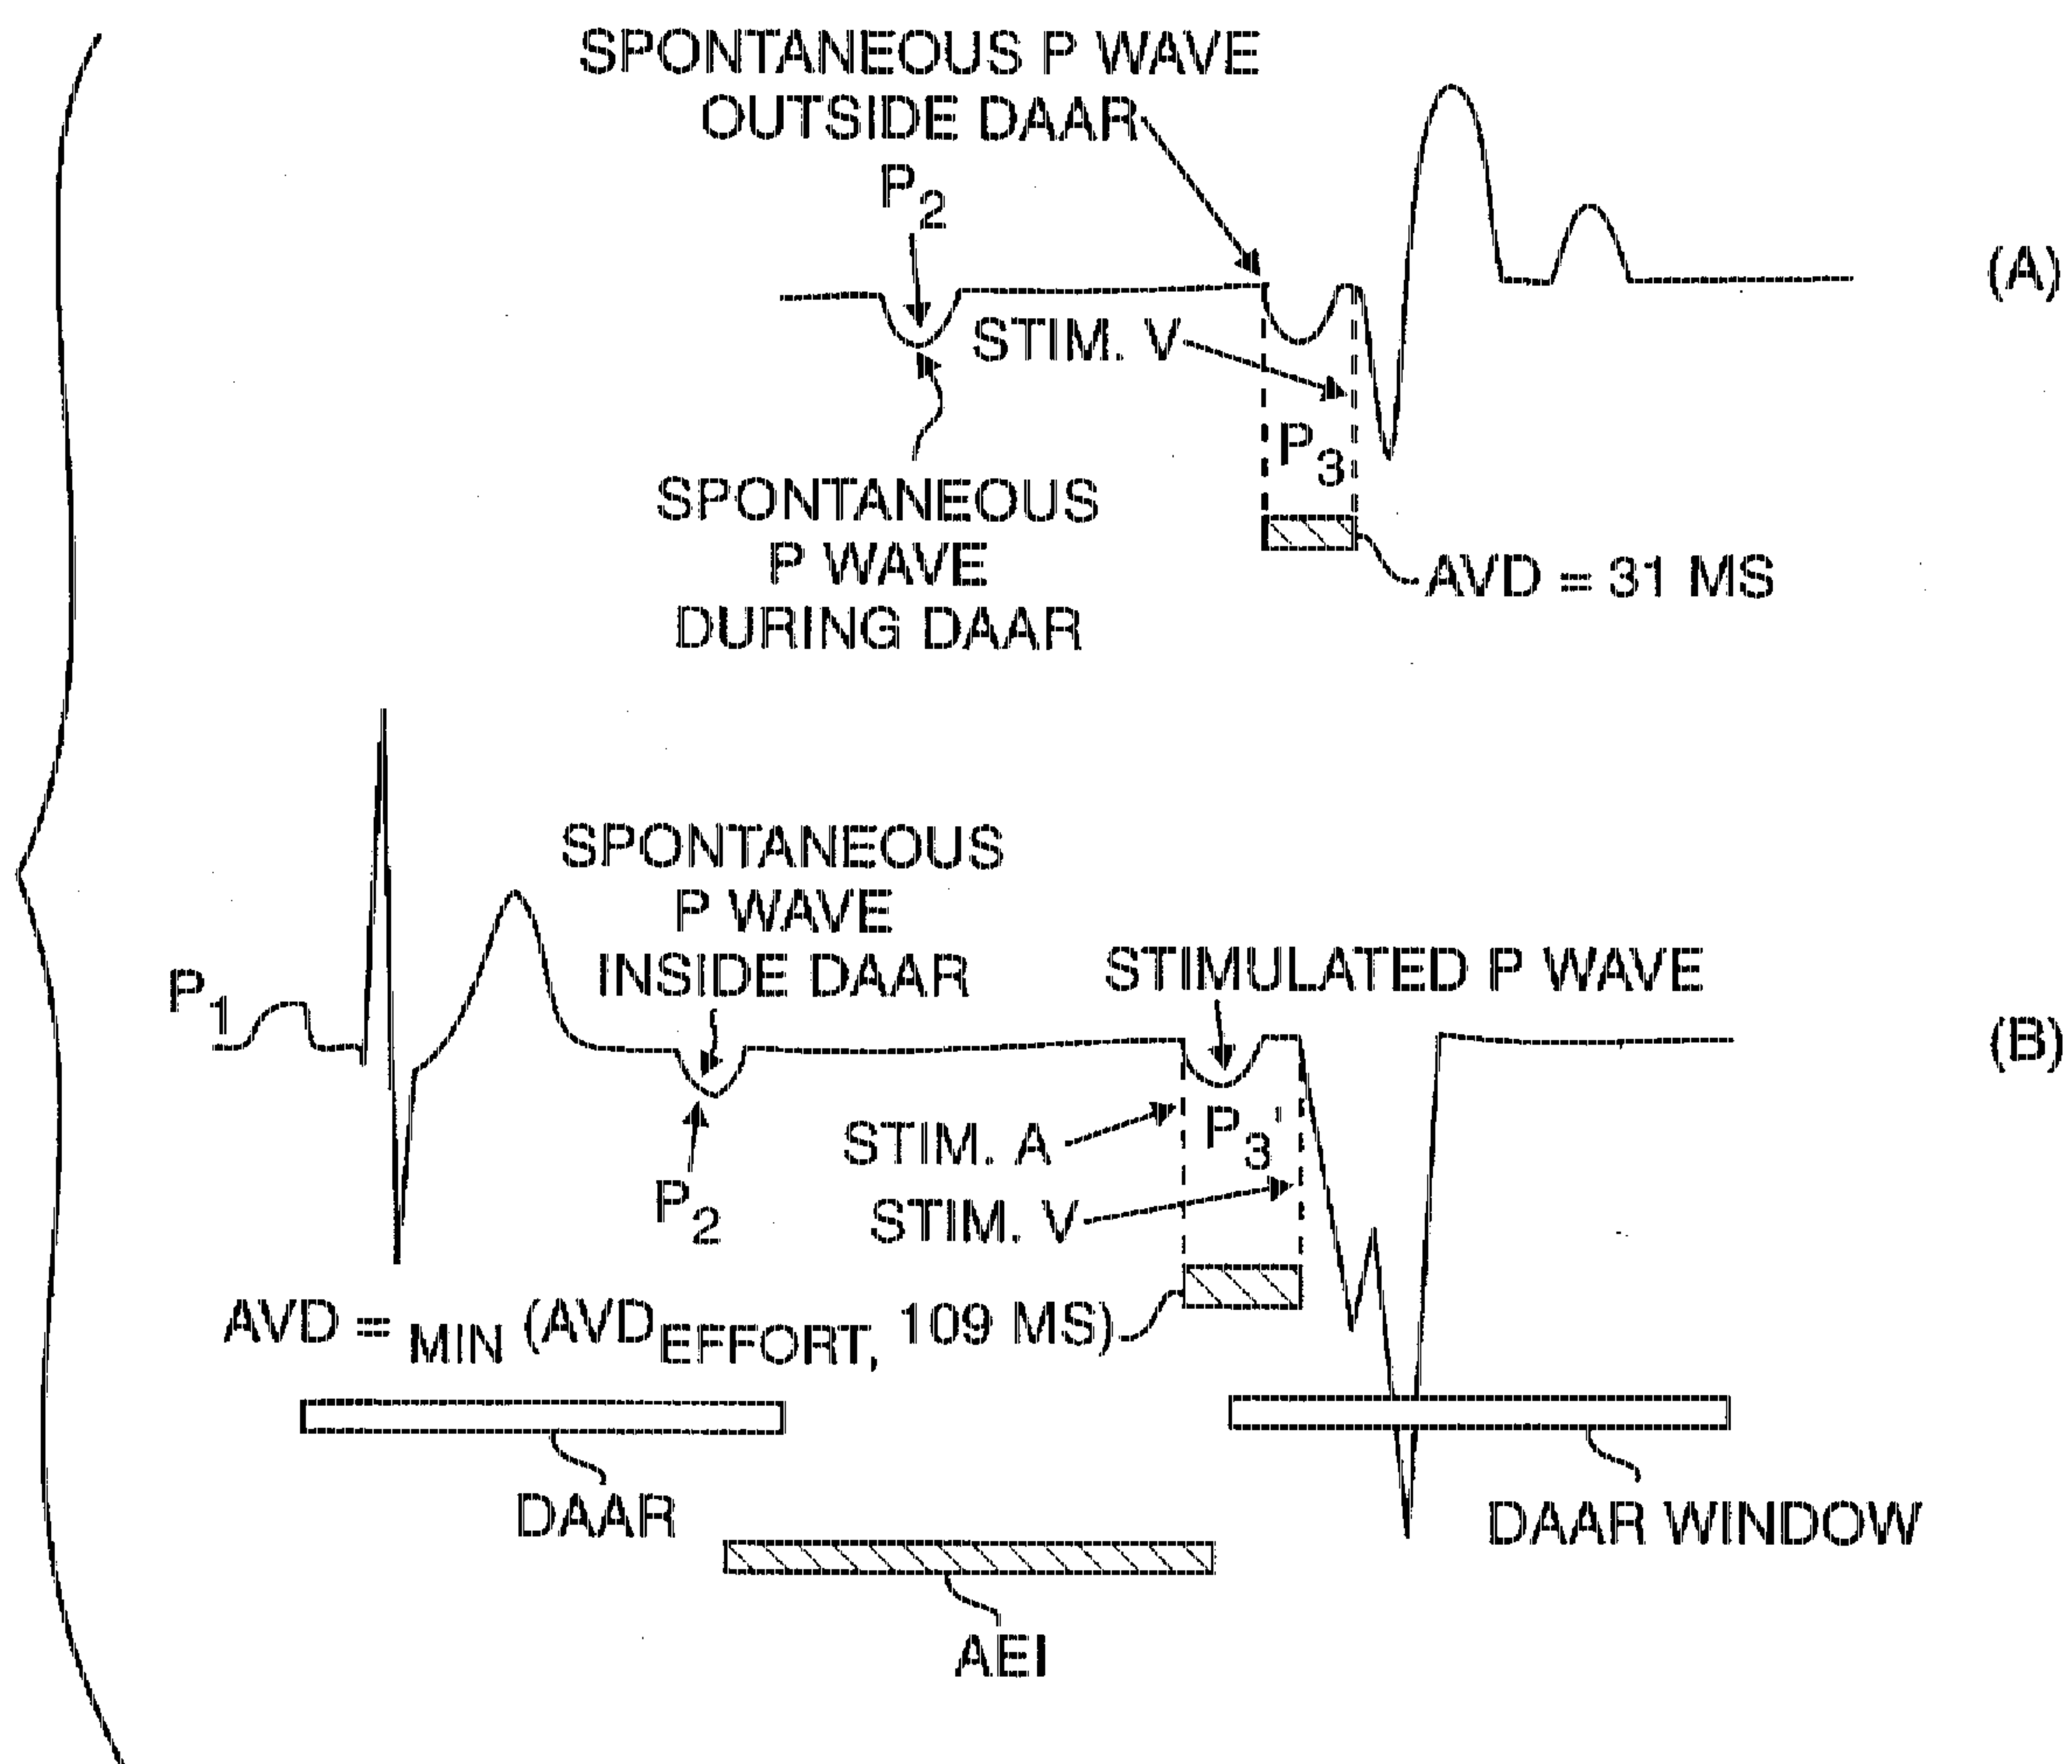 SPONTANEOUS P WAVE
OUTSIDE DAAR
P2
(A)
STIM. V
P3
SPONTANEOUS
P WAVE
DURING DAAR
AVD = 31 MS
SPONTANEOUS
P WAVE
INSIDE DAAR
STIMULATED P WAVE
P1
(B)
STIM. A
P3'
P2
STIM. V
AVD = MIN (AVDEFFORT, 109 MS)
DAAR
DAAR WINDOW
AEI